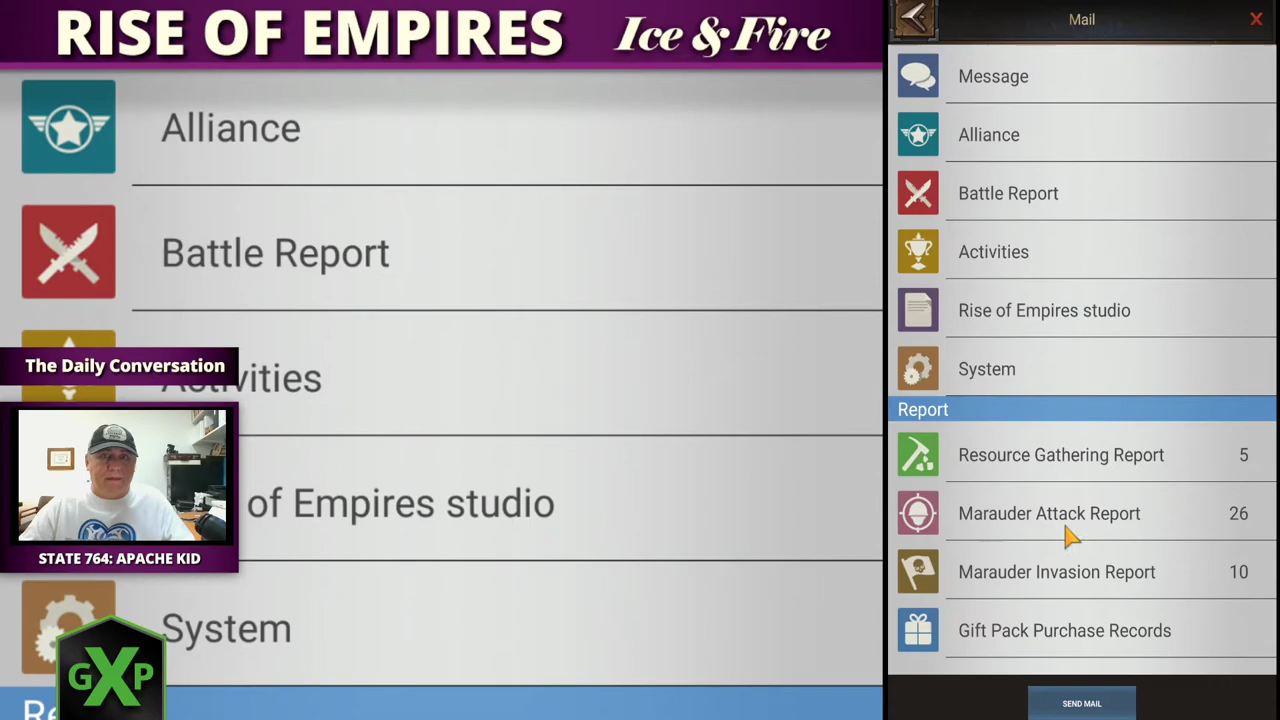 RISE OF EMPIRES Ice & Fire
Alliance
Battle Report
Activities
of Empires studio
System
Re
The Daily Conversation
STATE 764: APACHE KID
GXP
Mail
Message
Alliance
Battle Report
Activities
Rise of Empires studio
System
Report
Resource Gathering Report 5
Marauder Attack Report 26
Marauder Invasion Report 10
Gift Pack Purchase Records
SEND MAIL